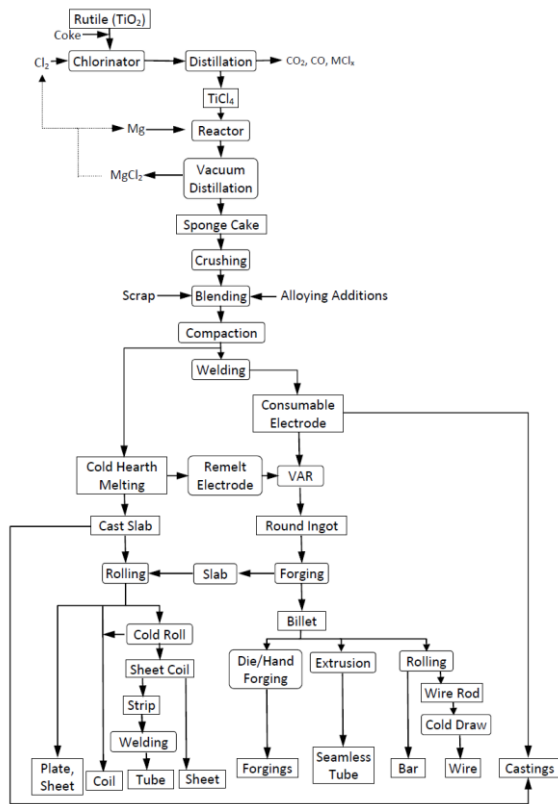 Rutile (TiO₂)
Coke
Cl₂
Chlorinator
Distillation
CO₂, CO, MClₓ
TiCl₄
Mg
Reactor
MgCl₂
Vacuum
Distillation
Sponge Cake
Crushing
Scrap
Blending
Alloying Additions
Compaction
Welding
Consumable
Electrode
Cold Hearth
Melting
Remelt
Electrode
VAR
Cast Slab
Round Ingot
Rolling
Slab
Forging
Billet
Cold Roll
Die/Hand
Forging
Extrusion
Rolling
Sheet Coil
Wire Rod
Strip
Cold Draw
Welding
Plate,
Sheet
Coil
Tube
Sheet
Forgings
Seamless
Tube
Bar
Wire
Castings